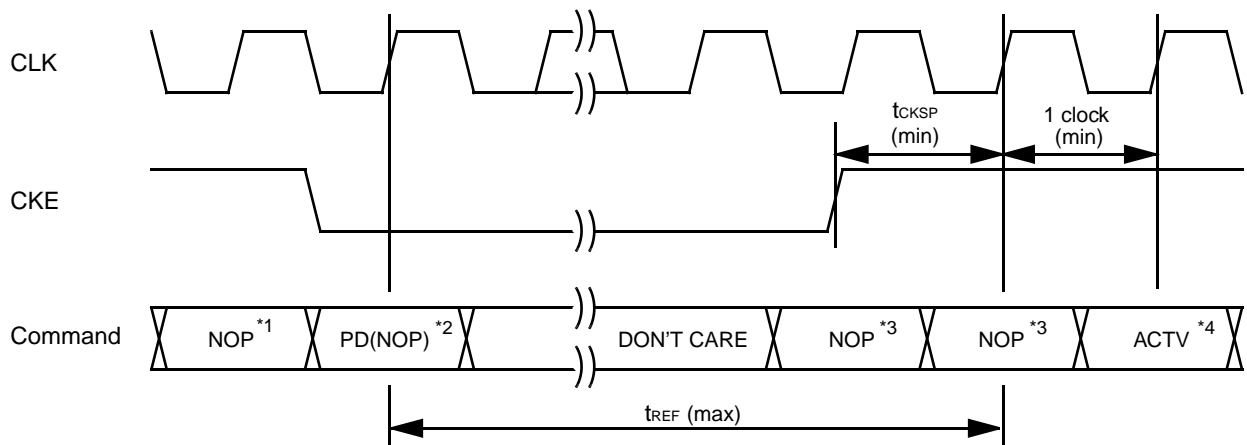 CLK
tCKSP
(min)
1 clock
(min)
CKE
Command
NOP *1
PD(NOP) *2
DON'T CARE
NOP *3
NOP *3
ACTV *4
tREF (max)